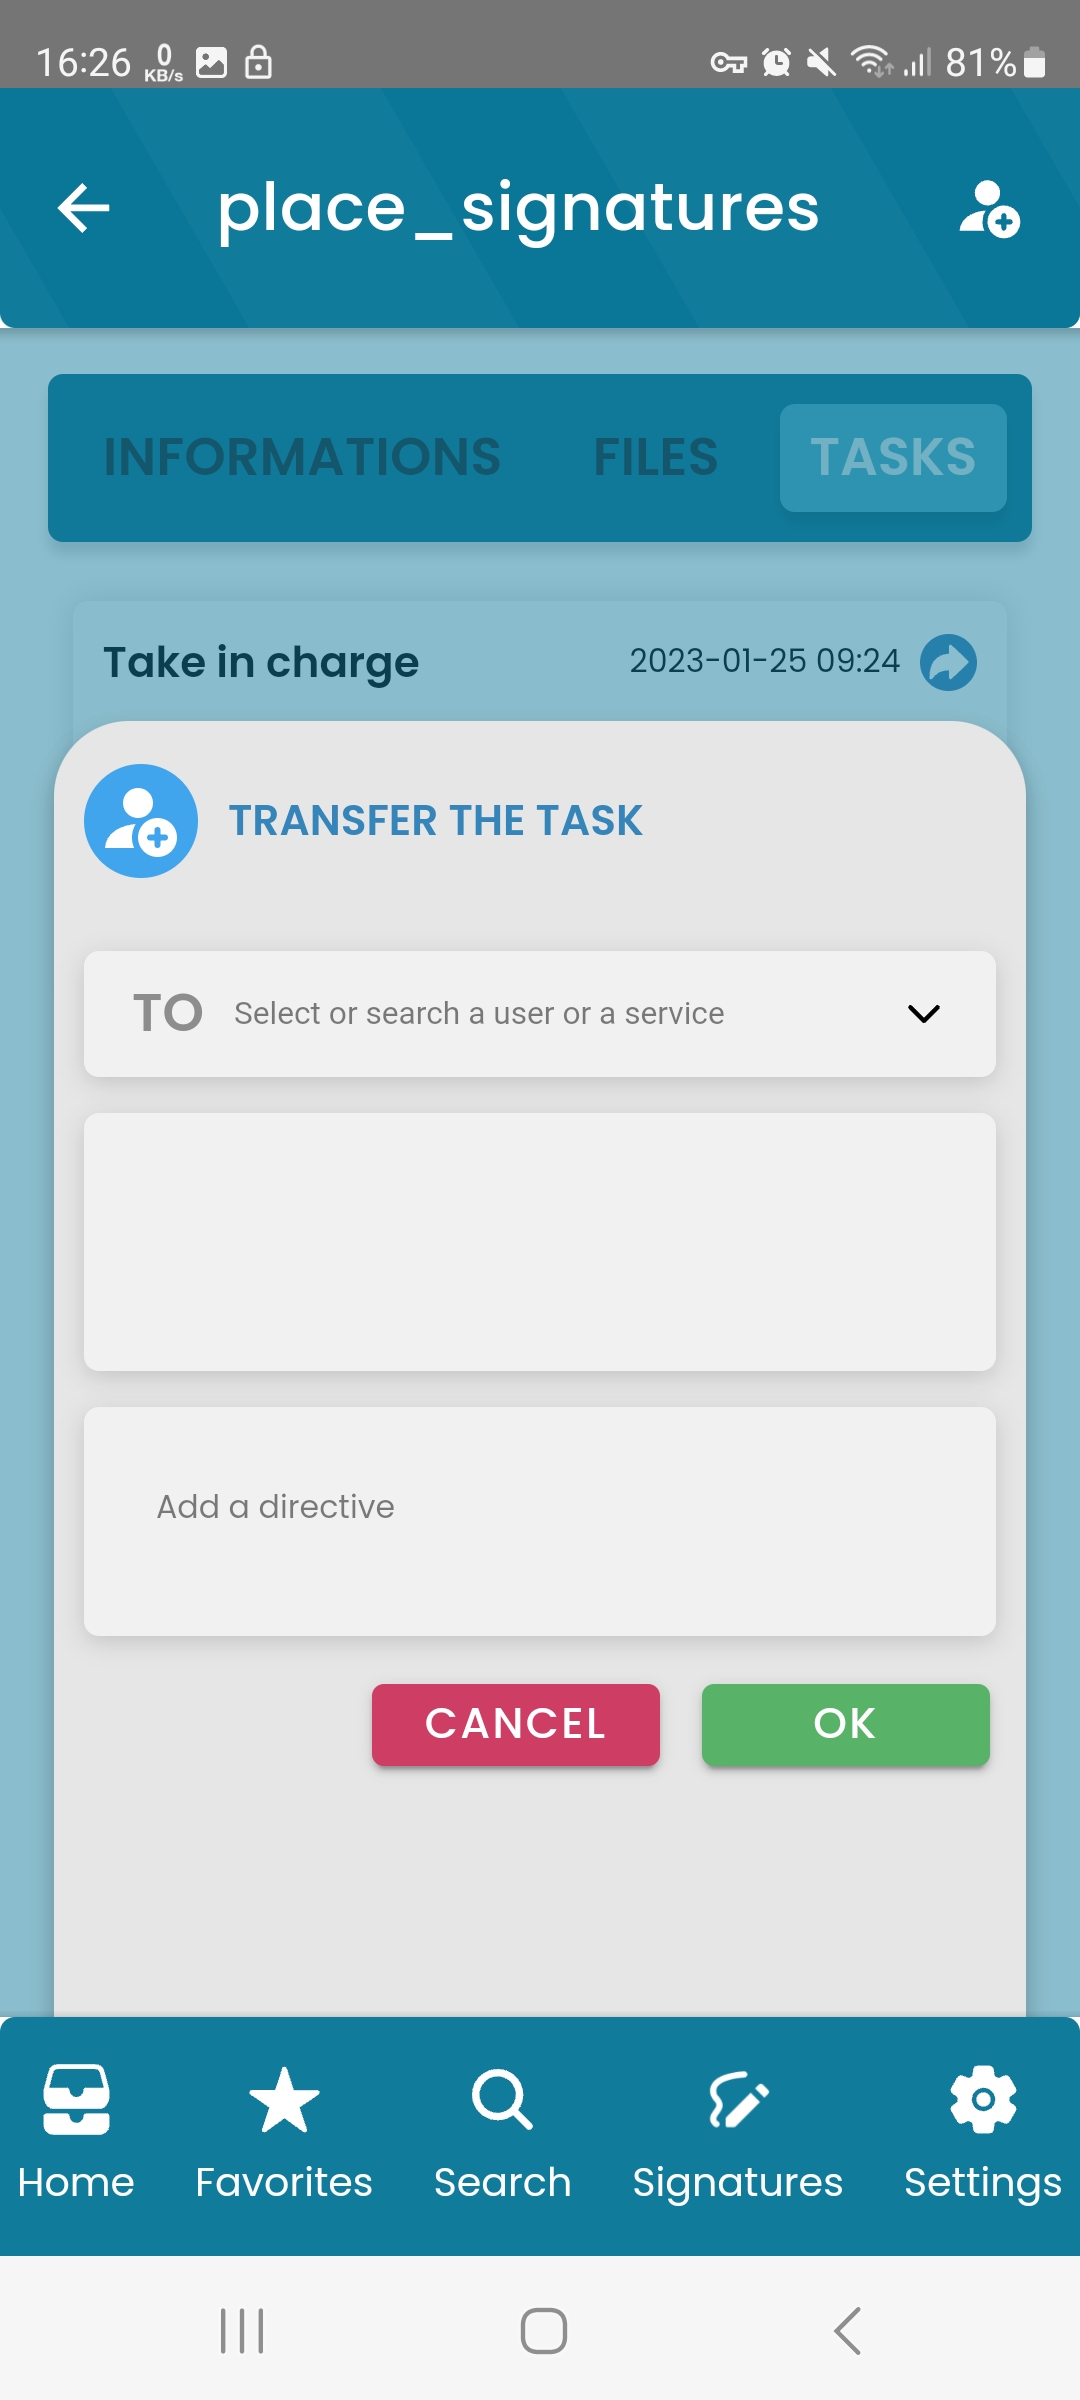 16:26 0 KB/s 81%
place_signatures
INFORMATIONS FILES TASKS
Take in charge 2023-01-25 09:24
TRANSFER THE TASK
TO Select or search a user or a service
Add a directive
CANCEL OK
Home Favorites Search Signatures Settings